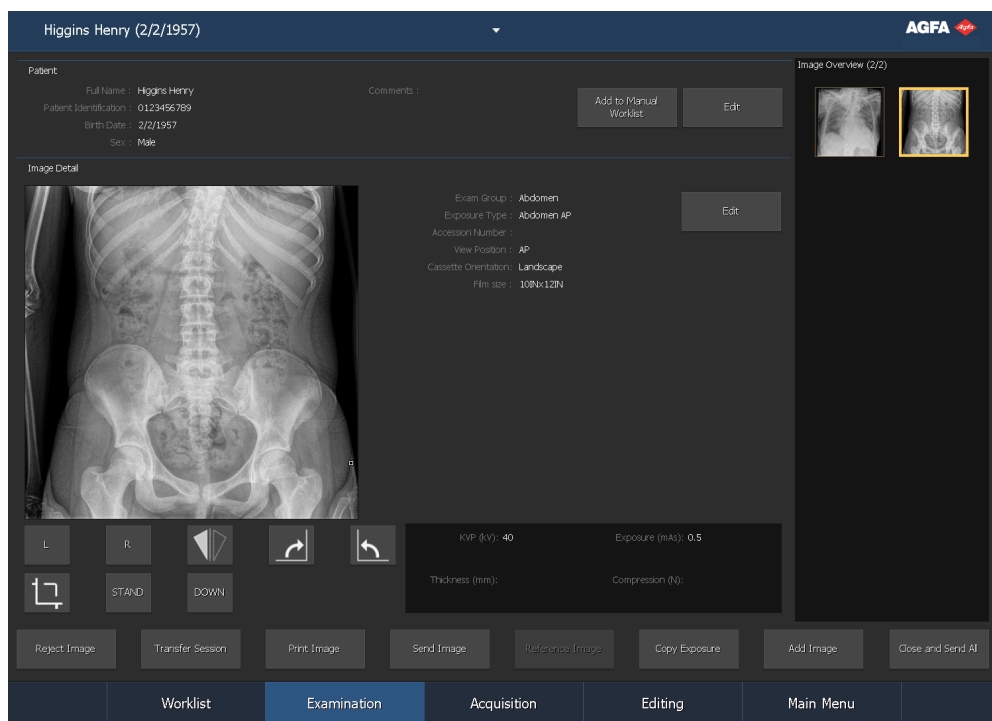 Higgins Henry (2/2/1957)
AGFA
Patient
Full Name : Higgins Henry
Comments :
Patient Identification : 0123456789
Birth Date : 2/2/1957
Sex : Male
Add to Manual
Worklist
Edit
Image Overview (2/2)
Image Detail
Exam Group : Abdomen
Exposure Type : Abdomen AP
Accession Number :
View Position : AP
Cassette Orientation: Landscape
Film size : 10INx12IN
Edit
L
R
STAND
DOWN
KVP (kV): 40
Exposure (mAs): 0.5
Thickness (mm):
Compression (N):
Reject Image
Transfer Session
Print Image
Send Image
Reference Image
Copy Exposure
Add Image
Close and Send Al
Worklist
Examination
Acquisition
Editing
Main Menu